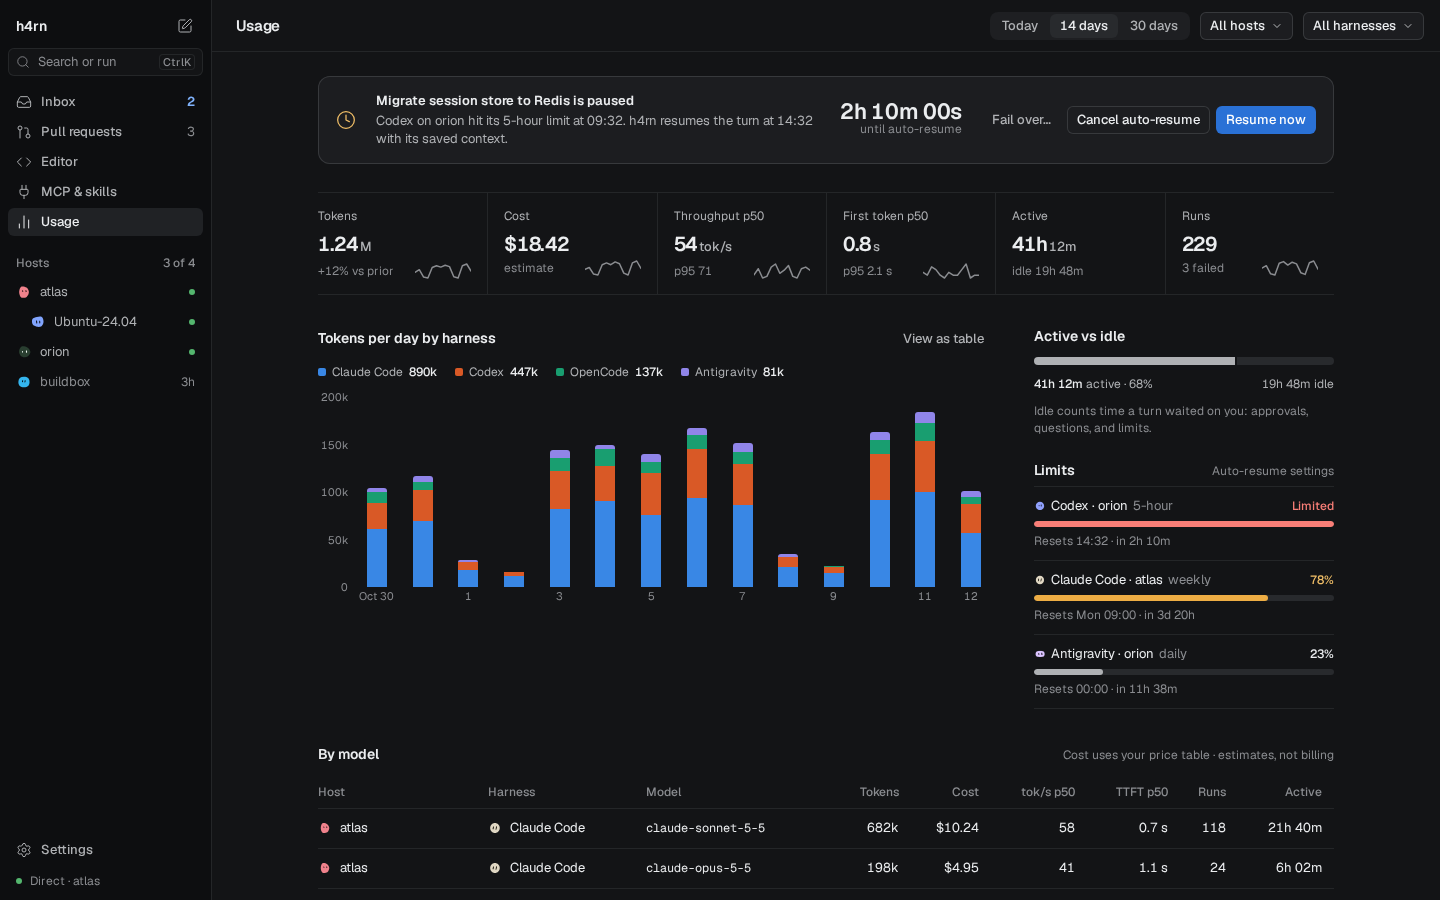 h4rn
Search or run CtrlK
Inbox 2
Pull requests 3
Editor
MCP & skills
Usage
Hosts 3 of 4
atlas
Ubuntu-24.04
orion
buildbox 3h
Settings
Direct · atlas
Usage
Today 14 days 30 days All hosts All harnesses
Migrate session store to Redis is paused
Codex on orion hit its 5-hour limit at 09:32. h4rn resumes the turn at 14:32
with its saved context.
2h 10m 00s
until auto-resume
Fail over... Cancel auto-resume Resume now
Tokens
1.24 M
+12% vs prior
Cost
$18.42
estimate
Throughput p50
54 tok/s
p95 71
First token p50
0.8 s
p95 2.1 s
Active
41h 12m
idle 19h 48m
Runs
229
3 failed
Tokens per day by harness View as table
Claude Code 890k Codex 447k OpenCode 137k Antigravity 81k
200k
150k
100k
50k
0
Oct 30 1 3 5 7 9 11 12
Active vs idle
41h 12m active · 68% 19h 48m idle
Idle counts time a turn waited on you: approvals,
questions, and limits.
Limits Auto-resume settings
Codex · orion 5-hour Limited
Resets 14:32 · in 2h 10m
Claude Code · atlas weekly 78%
Resets Mon 09:00 · in 3d 20h
Antigravity · orion daily 23%
Resets 00:00 · in 11h 38m
By model Cost uses your price table · estimates, not billing
Host Harness Model Tokens Cost tok/s p50 TTFT p50 Runs Active
atlas Claude Code claude-sonnet-5-5 682k $10.24 58 0.7 s 118 21h 40m
atlas Claude Code claude-opus-5-5 198k $4.95 41 1.1 s 24 6h 02m